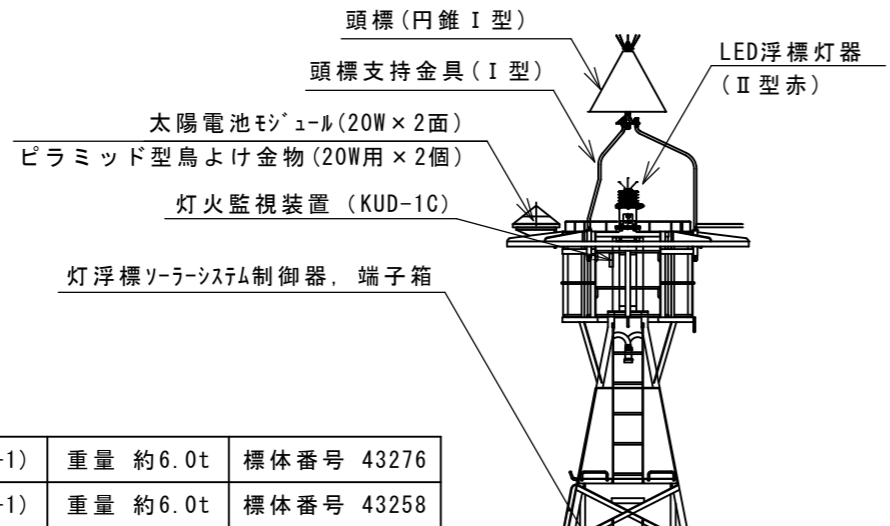 頭標(円錐Ⅰ型)
LED浮標灯器
(Ⅱ型赤)
頭標支持金具(Ⅰ型)
太陽電池ﾓｼﾞｭｰﾙ(20W×2面)
ピラミッド型鳥よけ金物(20W用×2個)
灯火監視装置 (KUD-1C)
灯浮標ｿｰﾗｰｼｽﾃﾑ制御器, 端子箱
-1) 重量 約6.0t 標体番号 43276
-1) 重量 約6.0t 標体番号 43258